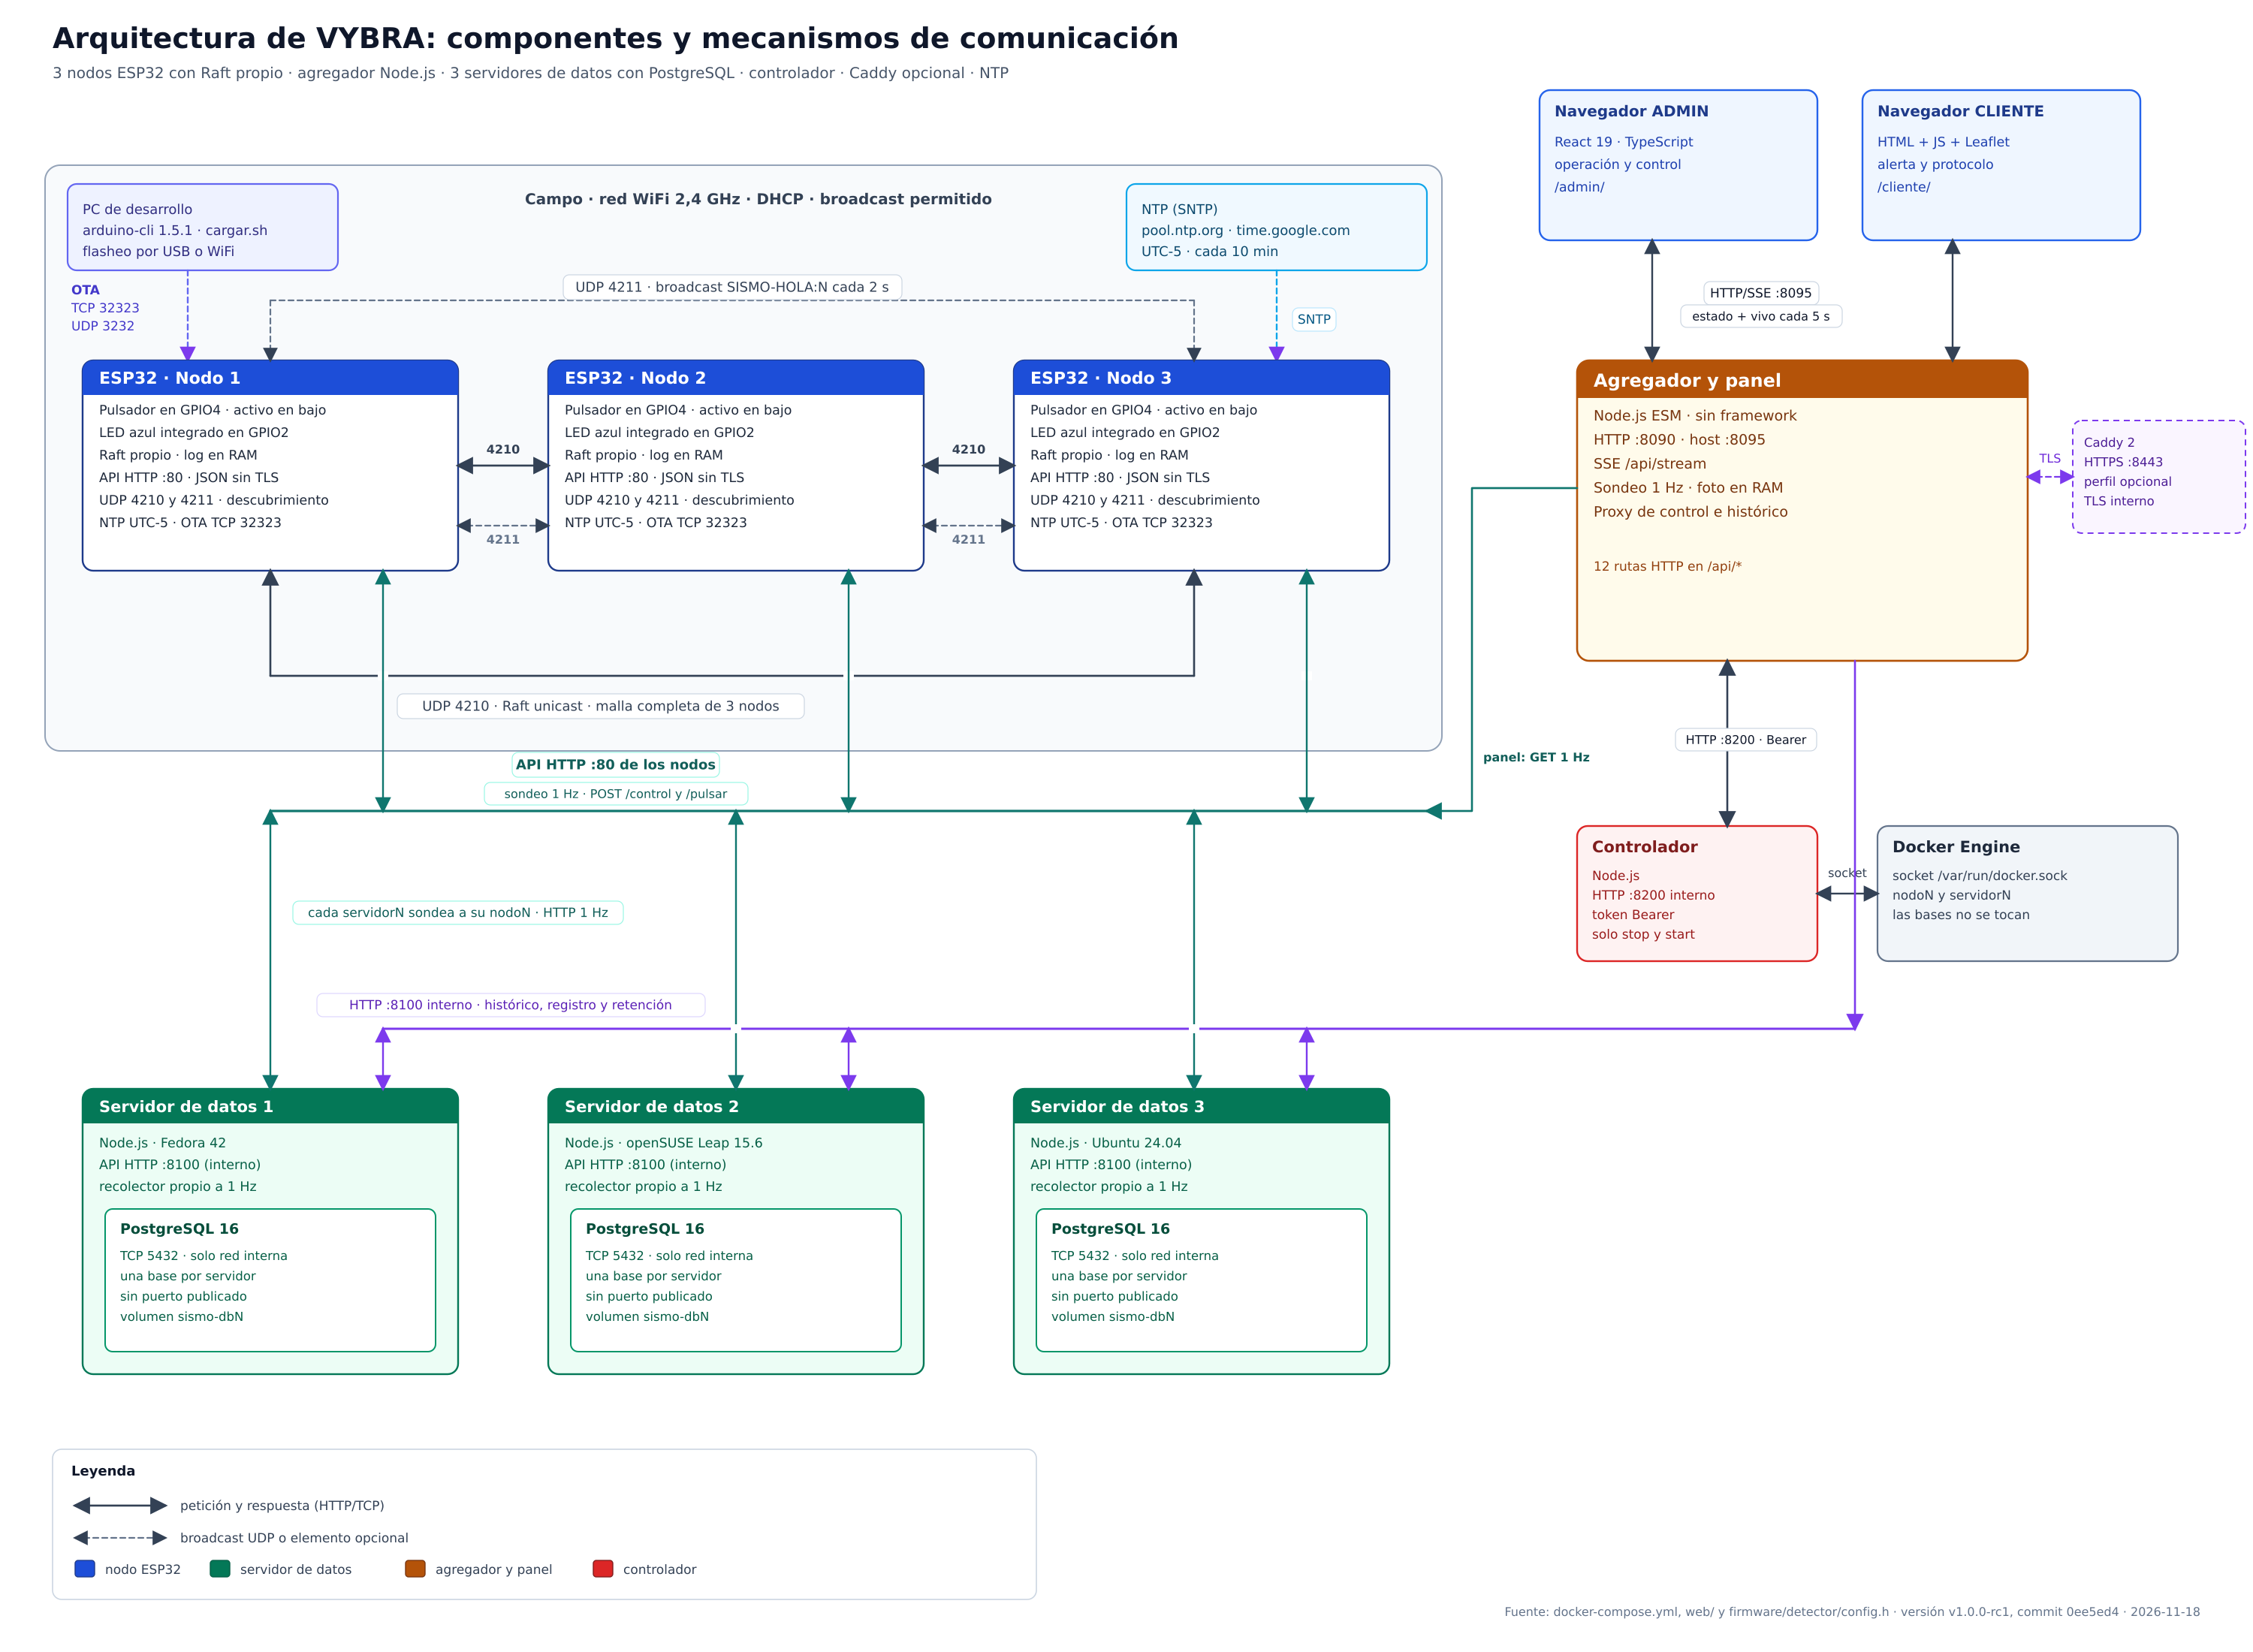 Arquitectura de VYBRA: componentes y mecanismos de comunicación
3 nodos ESP32 con Raft propio · agregador Node.js · 3 servidores de datos con PostgreSQL · controlador · Caddy opcional · NTP
Navegador ADMIN
React 19 · TypeScript
operación y control
/admin/
Navegador CLIENTE
HTML + JS + Leaflet
alerta y protocolo
/cliente/
Campo · red WiFi 2,4 GHz · DHCP · broadcast permitido
PC de desarrollo
arduino-cli 1.5.1 · cargar.sh
flasheo por USB o WiFi
NTP (SNTP)
pool.ntp.org · time.google.com
UTC-5 · cada 10 min
OTA
TCP 32323
UDP 3232
UDP 4211 · broadcast SISMO-HOLA:N cada 2 s
SNTP
HTTP/SSE :8095
estado + vivo cada 5 s
ESP32 · Nodo 1
Pulsador en GPIO4 · activo en bajo
LED azul integrado en GPIO2
Raft propio · log en RAM
API HTTP :80 · JSON sin TLS
UDP 4210 y 4211 · descubrimiento
NTP UTC-5 · OTA TCP 32323
4210
4211
ESP32 · Nodo 2
Pulsador en GPIO4 · activo en bajo
LED azul integrado en GPIO2
Raft propio · log en RAM
API HTTP :80 · JSON sin TLS
UDP 4210 y 4211 · descubrimiento
NTP UTC-5 · OTA TCP 32323
4210
4211
ESP32 · Nodo 3
Pulsador en GPIO4 · activo en bajo
LED azul integrado en GPIO2
Raft propio · log en RAM
API HTTP :80 · JSON sin TLS
UDP 4210 y 4211 · descubrimiento
NTP UTC-5 · OTA TCP 32323
Agregador y panel
Node.js ESM · sin framework
HTTP :8090 · host :8095
SSE /api/stream
Sondeo 1 Hz · foto en RAM
Proxy de control e histórico
12 rutas HTTP en /api/*
TLS
Caddy 2
HTTPS :8443
perfil opcional
TLS interno
UDP 4210 · Raft unicast · malla completa de 3 nodos
HTTP :8200 · Bearer
API HTTP :80 de los nodos
sondeo 1 Hz · POST /control y /pulsar
panel: GET 1 Hz
Controlador
Node.js
HTTP :8200 interno
token Bearer
solo stop y start
socket
Docker Engine
socket /var/run/docker.sock
nodoN y servidorN
las bases no se tocan
cada servidorN sondea a su nodoN · HTTP 1 Hz
HTTP :8100 interno · histórico, registro y retención
Servidor de datos 1
Node.js · Fedora 42
API HTTP :8100 (interno)
recolector propio a 1 Hz
PostgreSQL 16
TCP 5432 · solo red interna
una base por servidor
sin puerto publicado
volumen sismo-dbN
Servidor de datos 2
Node.js · openSUSE Leap 15.6
API HTTP :8100 (interno)
recolector propio a 1 Hz
PostgreSQL 16
TCP 5432 · solo red interna
una base por servidor
sin puerto publicado
volumen sismo-dbN
Servidor de datos 3
Node.js · Ubuntu 24.04
API HTTP :8100 (interno)
recolector propio a 1 Hz
PostgreSQL 16
TCP 5432 · solo red interna
una base por servidor
sin puerto publicado
volumen sismo-dbN
Leyenda
petición y respuesta (HTTP/TCP)
broadcast UDP o elemento opcional
nodo ESP32
servidor de datos
agregador y panel
controlador
Fuente: docker-compose.yml, web/ y firmware/detector/config.h · versión v1.0.0-rc1, commit 0ee5ed4 · 2026-11-18